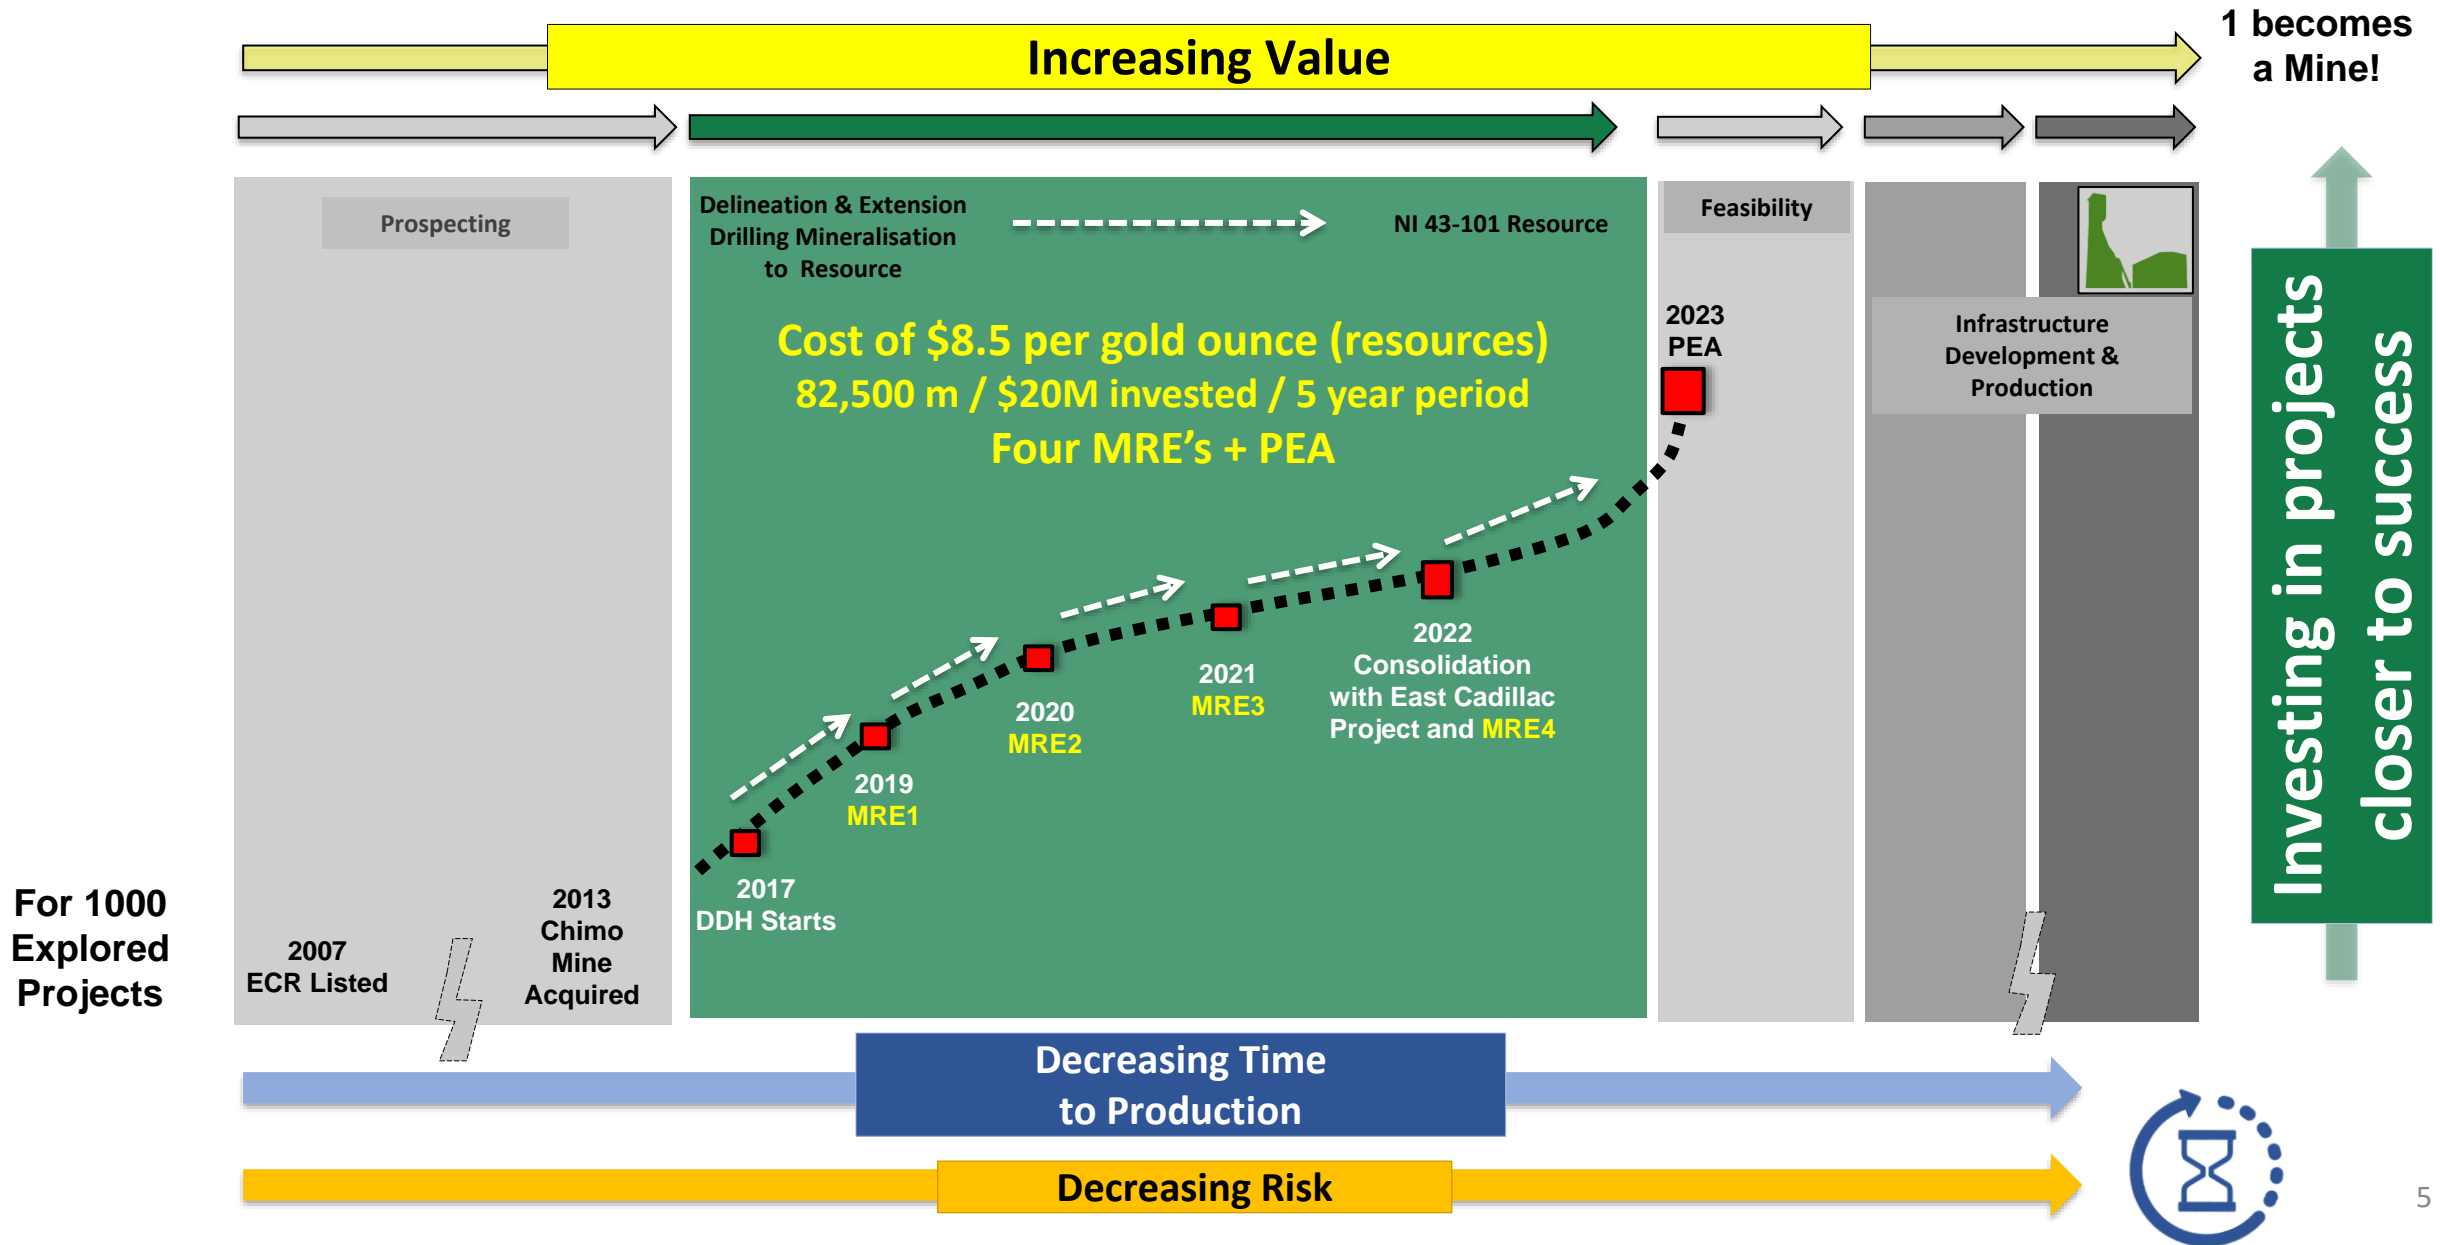 Increasing Value
1 becomes
a Mine!
Prospecting
Delineation & Extension
Drilling Mineralisation
to Resource
NI 43-101 Resource
Feasibility
Infrastructure
Development &
Production
Cost of $8.5 per gold ounce (resources)
82,500 m / $20M invested / 5 year period
Four MRE's + PEA
2023
PEA
2022
Consolidation
with East Cadillac
Project and MRE4
2021
MRE3
2020
MRE2
2019
MRE1
2017
DDH Starts
2013
Chimo
Mine
Acquired
2007
ECR Listed
For 1000
Explored
Projects
Investing in projects
closer to success
Decreasing Time
to Production
Decreasing Risk
5